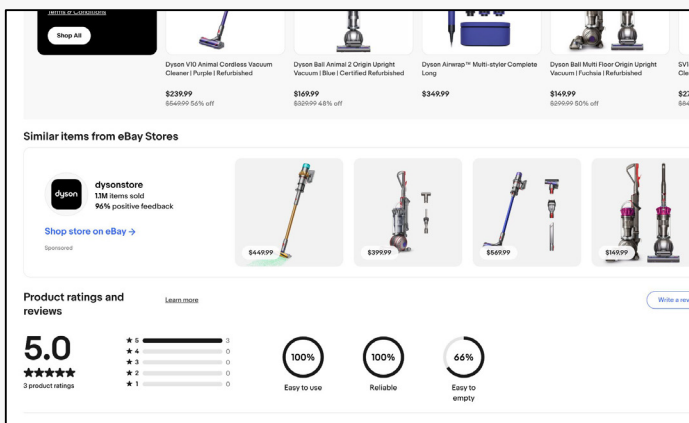 Terms & Conditions
Shop All
Dyson V10 Animal Cordless Vacuum
Cleaner | Purple | Refurbished
$239.99
$549.99 56% off
Dyson Ball Animal 2 Origin Upright
Vacuum | Blue | Certified Refurbished
$169.99
$329.99 48% off
Dyson Airwrap™ Multi-styler Complete
Long
$349.99
Dyson Ball Multi Floor Origin Upright
Vacuum | Fuchsia | Refurbished
$149.99
$299.99 50% off
Similar items from eBay Stores
dyson
dysonstore
1.1M items sold
96% positive feedback
Shop store on eBay →
Sponsored
$449.99
$399.99
$569.99
$149.99
Product ratings and
reviews
Learn more
Write a
5.0
★★★★★
3 product ratings
★ 5 3
★ 4 0
★ 3 0
★ 2 0
★ 1 0
100%
Easy to use
100%
Reliable
66%
Easy to
empty